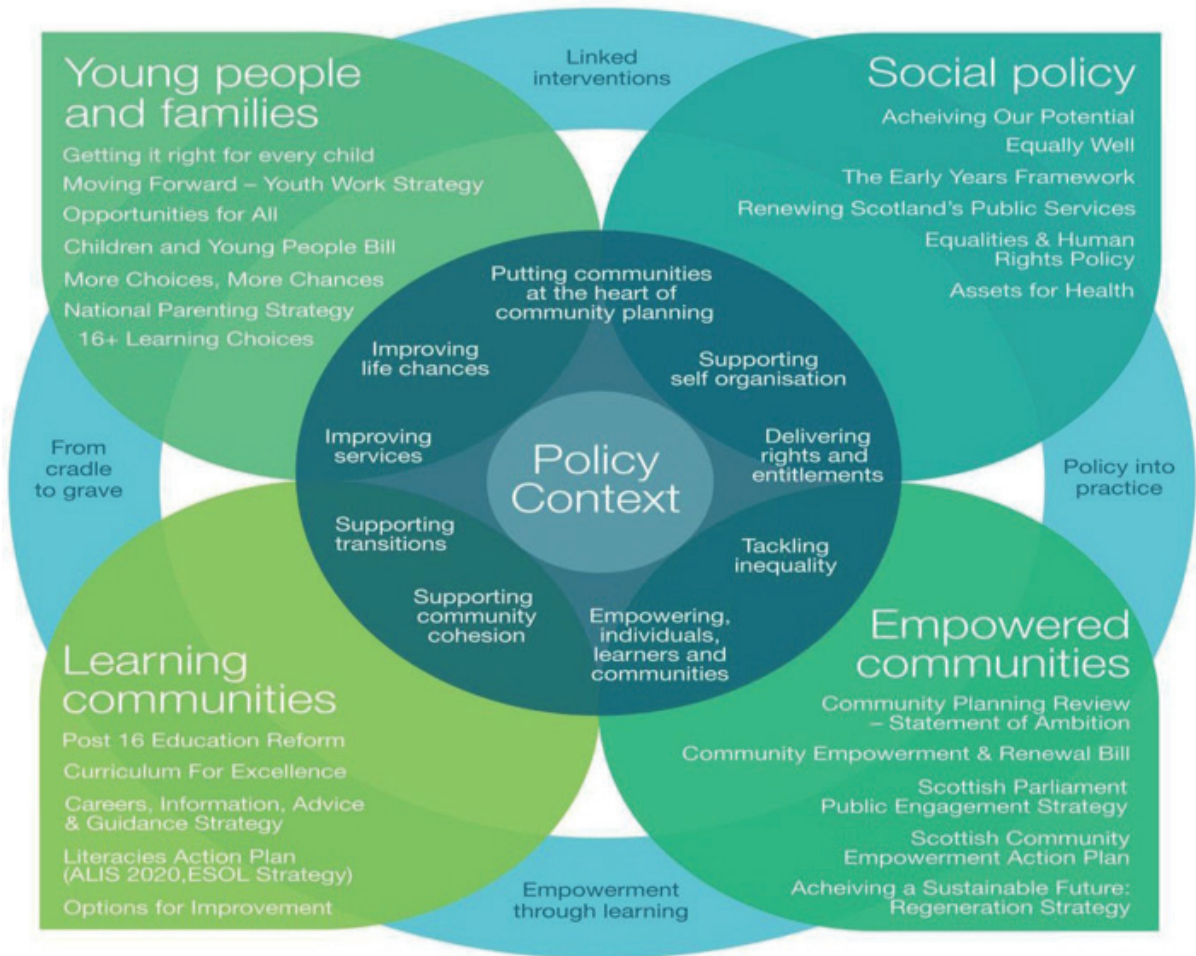 Linked
interventions
Young people
and families
Getting it right for every child
Moving Forward – Youth Work Strategy
Opportunities for All
Children and Young People Bill
More Choices, More Chances
National Parenting Strategy
16+ Learning Choices
Social policy
Acheiving Our Potential
Equally Well
The Early Years Framework
Renewing Scotland's Public Services
Equalities & Human
Rights Policy
Assets for Health
Putting communities
at the heart of
community planning
Improving
life chances
Supporting
self organisation
Improving
services
Delivering
rights and
entitlements
From
cradle
to grave
Policy
Context
Policy into
practice
Supporting
transitions
Tackling
inequality
Supporting
community
cohesion
Empowering,
individuals,
learners and
communities
Learning
communities
Post 16 Education Reform
Curriculum For Excellence
Careers, Information, Advice
& Guidance Strategy
Literacies Action Plan
(ALIS 2020,ESOL Strategy)
Options for Improvement
Empowered
communities
Community Planning Review
– Statement of Ambition
Community Empowerment & Renewal Bill
Scottish Parliament
Public Engagement Strategy
Scottish Community
Empowerment Action Plan
Acheiving a Sustainable Future:
Regeneration Strategy
Empowerment
through learning